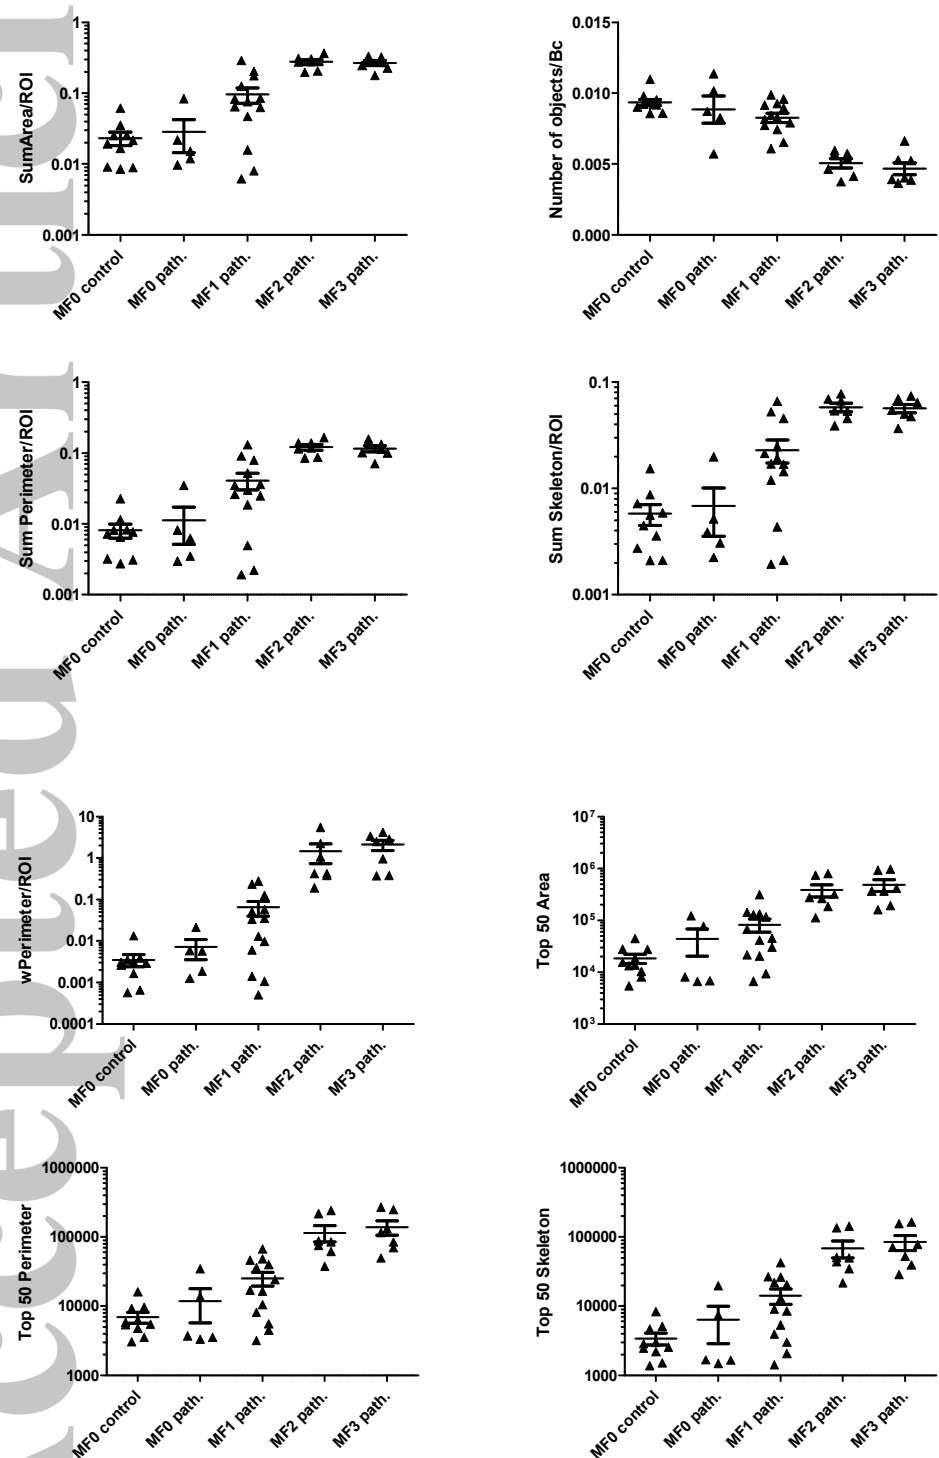 SumArea/ROI
1
0.1
0.01
0.001
MF0 control
MF0 path.
MF1 path.
MF2 path.
MF3 path.
Number of objects/Bc
0.015
0.010
0.005
0.000
MF0 control
MF0 path.
MF1 path.
MF2 path.
MF3 path.
Sum Perimeter/ROI
1
0.1
0.01
0.001
MF0 control
MF0 path.
MF1 path.
MF2 path.
MF3 path.
Sum Skeleton/ROI
0.1
0.01
0.001
MF0 control
MF0 path.
MF1 path.
MF2 path.
MF3 path.
wPerimeter/ROI
10
1
0.1
0.01
0.001
0.0001
MF0 control
MF0 path.
MF1 path.
MF2 path.
MF3 path.
Top 50 Area
10⁷
10⁶
10⁵
10⁴
10³
MF0 control
MF0 path.
MF1 path.
MF2 path.
MF3 path.
Top 50 Perimeter
1000000
100000
10000
1000
MF0 control
MF0 path.
MF1 path.
MF2 path.
MF3 path.
Top 50 Skeleton
1000000
100000
10000
1000
MF0 control
MF0 path.
MF1 path.
MF2 path.
MF3 path.